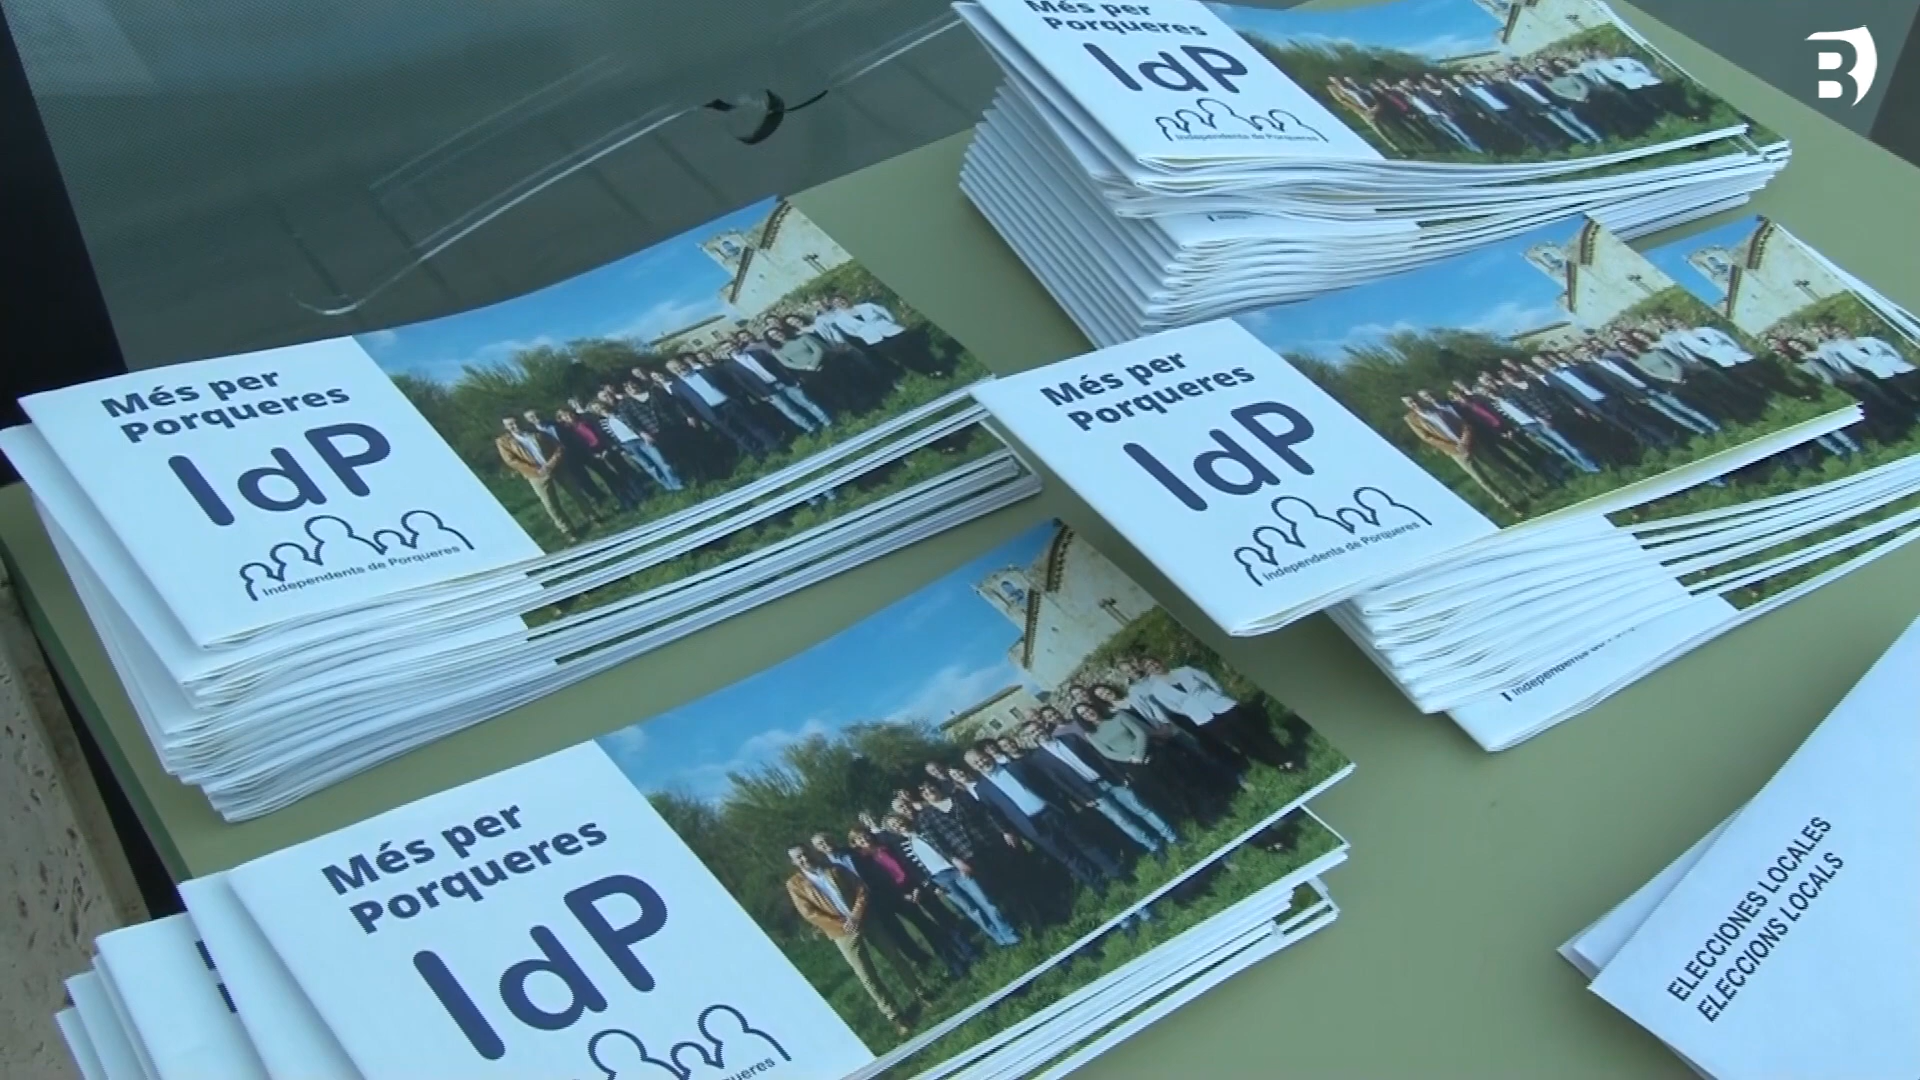 Més per
Porqueres
IdP
Independents de Porqueres
B
Més per
Porqueres
IdP
Independents de Porqueres
Més per
Porqueres
IdP
Independents de Porqueres
Més per
Porqueres
IdP
ELECCIONES LOCALES
ELECCIONS LOCALS